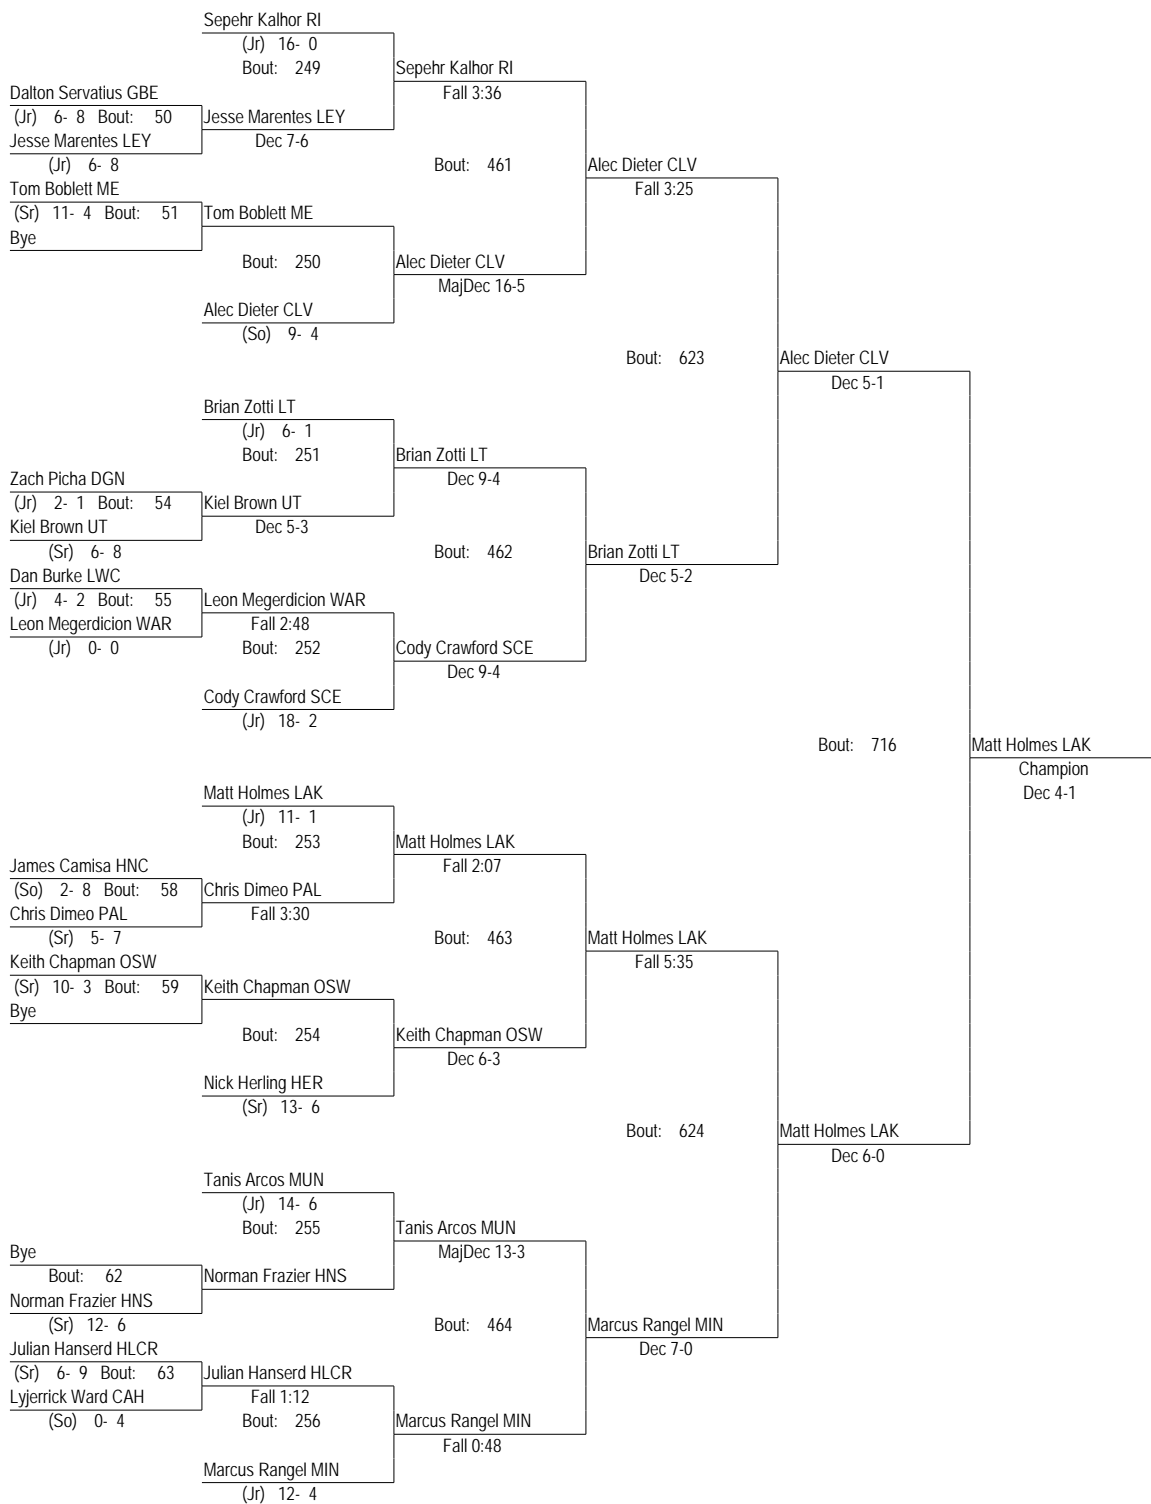 Sepehr Kalhor RI
(Jr) 16- 0
Bout: 249
Sepehr Kalhor RI
Fall 3:36
Dalton Servatius GBE
(Jr) 6- 8 Bout: 50
Jesse Marentes LEY
Dec 7-6
Jesse Marentes LEY
(Jr) 6- 8
Bout: 461
Alec Dieter CLV
Fall 3:25
Tom Boblett ME
(Sr) 11- 4 Bout: 51
Tom Boblett ME
Bye
Bout: 250
Alec Dieter CLV
MajDec 16-5
Alec Dieter CLV
(So) 9- 4
Bout: 623
Alec Dieter CLV
Dec 5-1
Brian Zotti LT
(Jr) 6- 1
Bout: 251
Brian Zotti LT
Dec 9-4
Zach Picha DGN
(Jr) 2- 1 Bout: 54
Kiel Brown UT
Dec 5-3
Kiel Brown UT
(Sr) 6- 8
Bout: 462
Brian Zotti LT
Dec 5-2
Dan Burke LWC
(Jr) 4- 2 Bout: 55
Leon Megerdicion WAR
Fall 2:48
Leon Megerdicion WAR
(Jr) 0- 0
Bout: 252
Cody Crawford SCE
Dec 9-4
Cody Crawford SCE
(Jr) 18- 2
Bout: 716
Matt Holmes LAK
Champion
Dec 4-1
Matt Holmes LAK
(Jr) 11- 1
Bout: 253
Matt Holmes LAK
Fall 2:07
James Camisa HNC
(So) 2- 8 Bout: 58
Chris Dimeo PAL
Fall 3:30
Chris Dimeo PAL
(Sr) 5- 7
Bout: 463
Matt Holmes LAK
Fall 5:35
Keith Chapman OSW
(Sr) 10- 3 Bout: 59
Keith Chapman OSW
Bye
Bout: 254
Keith Chapman OSW
Dec 6-3
Nick Herling HER
(Sr) 13- 6
Bout: 624
Matt Holmes LAK
Dec 6-0
Tanis Arcos MUN
(Jr) 14- 6
Bout: 255
Tanis Arcos MUN
MajDec 13-3
Bye
Bout: 62
Norman Frazier HNS
Norman Frazier HNS
(Sr) 12- 6
Bout: 464
Marcus Rangel MIN
Dec 7-0
Julian Hanserd HLCR
(Sr) 6- 9 Bout: 63
Julian Hanserd HLCR
Fall 1:12
Lyjerrick Ward CAH
(So) 0- 4
Bout: 256
Marcus Rangel MIN
Fall 0:48
Marcus Rangel MIN
(Jr) 12- 4